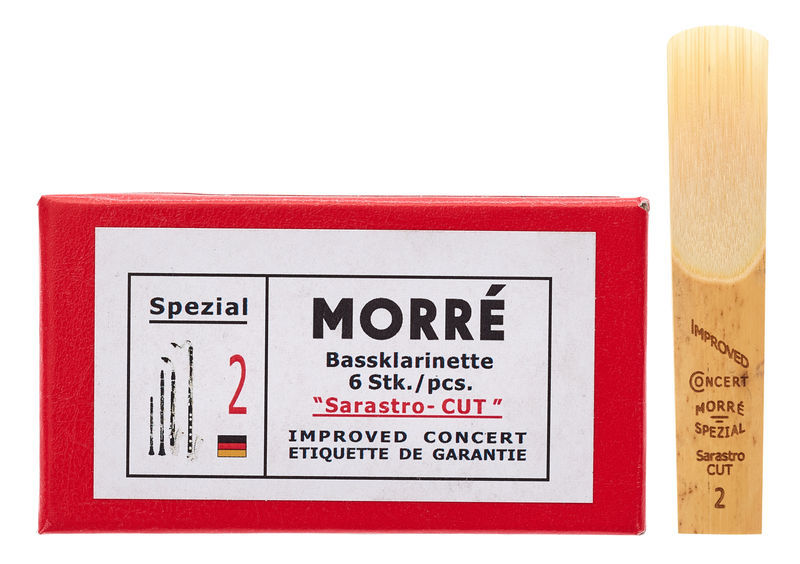 Spezial
2
MORRÉ
Bassklarinette
6 Stk./pcs.
"Sarastro-CUT"
IMPROVED CONCERT
ETIQUETTE DE GARANTIE
IMPROVED
CONCERT
MORRÉ
SPEZIAL
Sarastro
CUT
2